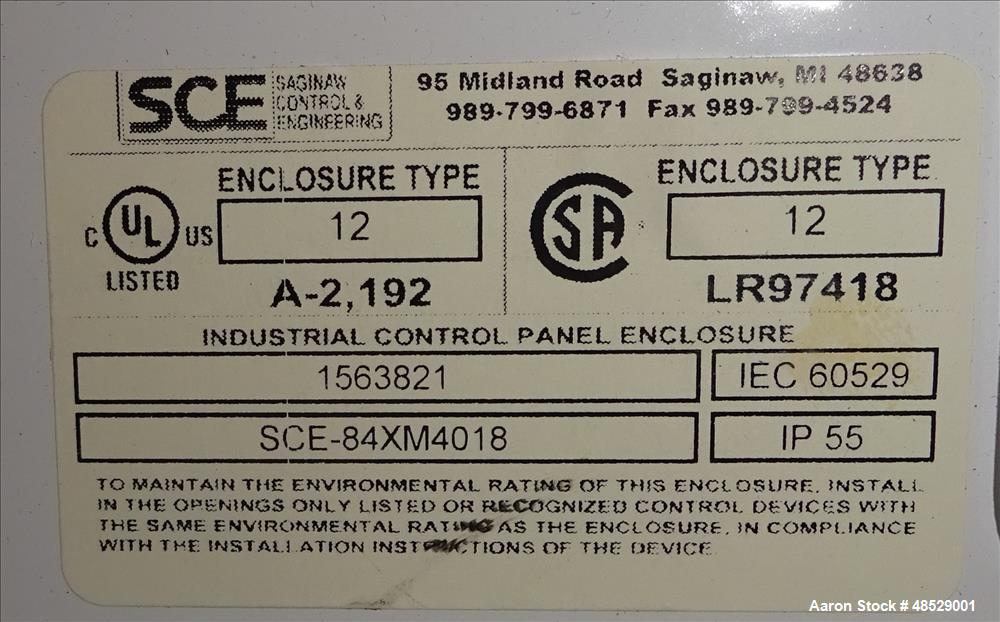 SCE SAGINAW
CONTROL &
ENGINEERING
95 Midland Road Saginaw, MI 48638
989-799-6871 Fax 989-799-4524
C UL US
LISTED
ENCLOSURE TYPE
12
A-2,192
SA
ENCLOSURE TYPE
12
LR97418
INDUSTRIAL CONTROL PANEL ENCLOSURE
1563821
IEC 60529
SCE-84XM4018
IP 55
TO MAINTAIN THE ENVIRONMENTAL RATING OF THIS ENCLOSURE, INSTALL
IN THE OPENINGS ONLY LISTED OR RECOGNIZED CONTROL DEVICES WITH
THE SAME ENVIRONMENTAL RATING AS THE ENCLOSURE, IN COMPLIANCE
WITH THE INSTALLATION INSTRUCTIONS OF THE DEVICE
Aaron Stock # 48529001